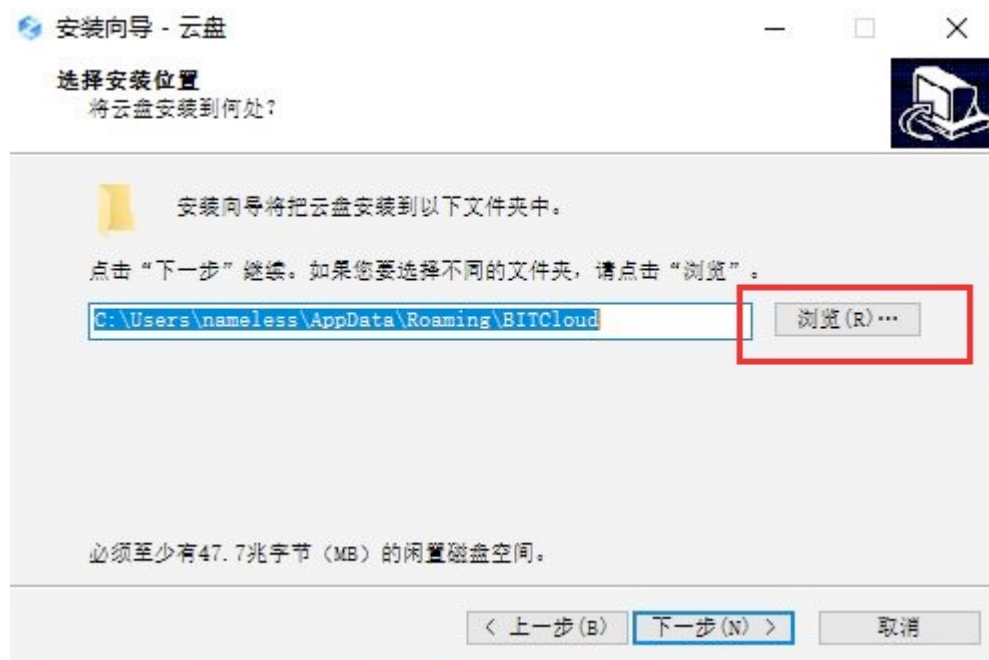 安装向导 - 云盘
选择安装位置
将云盘安装到何处?
安装向导将把云盘安装到以下文件夹中。
点击“下一步”继续。如果您要选择不同的文件夹,请点击“浏览”。
C:\Users\nameless\AppData\Roaming\BITCloud
浏览(R)…
必须至少有47.7兆字节(MB)的闲置磁盘空间。
< 上一步(B)
下一步(N) >
取消